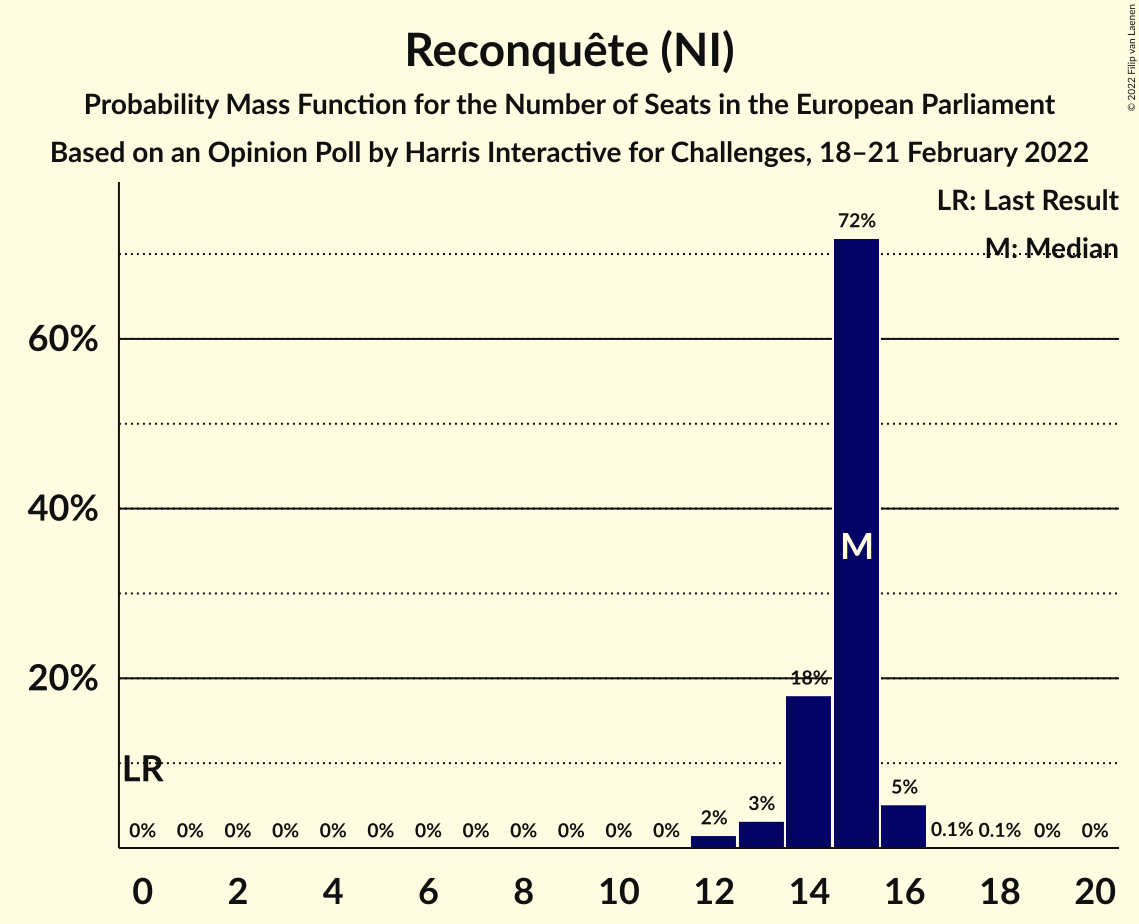 Reconquête (NI)
Probability Mass Function for the Number of Seats in the European Parliament
Based on an Opinion Poll by Harris Interactive for Challenges, 18–21 February 2022
© 2022 Filip van Laenen
LR: Last Result
M: Median
72%
60%
40%
M
20%
18%
LR
0% 0% 0% 0% 0% 0% 0% 0% 0% 0% 0% 0% 2% 3% 5% 0.1% 0.1% 0% 0%
0 2 4 6 8 10 12 14 16 18 20